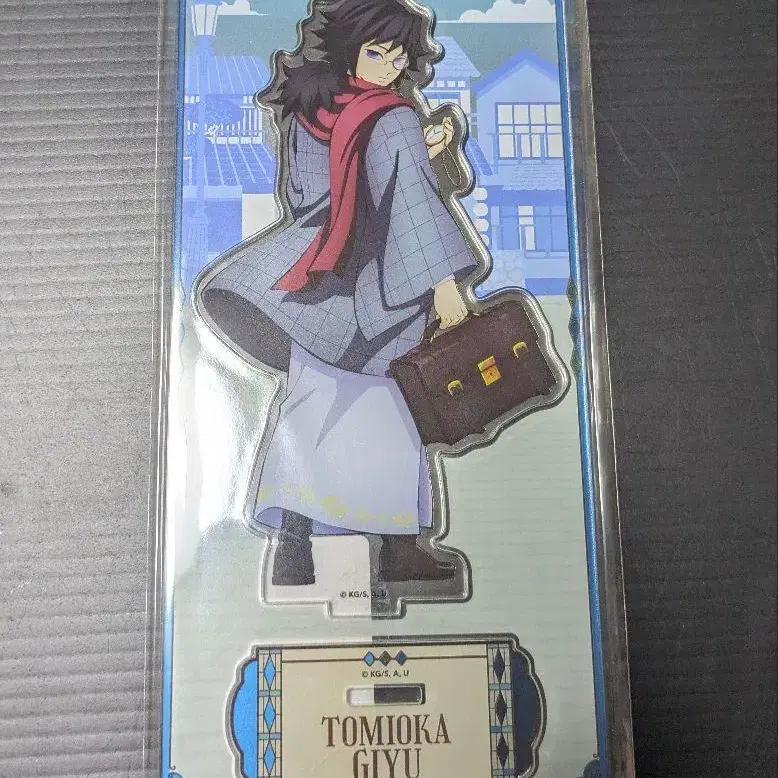 © KG/S, A, U
© KG/S, A, U
TOMIOKA
GIYU